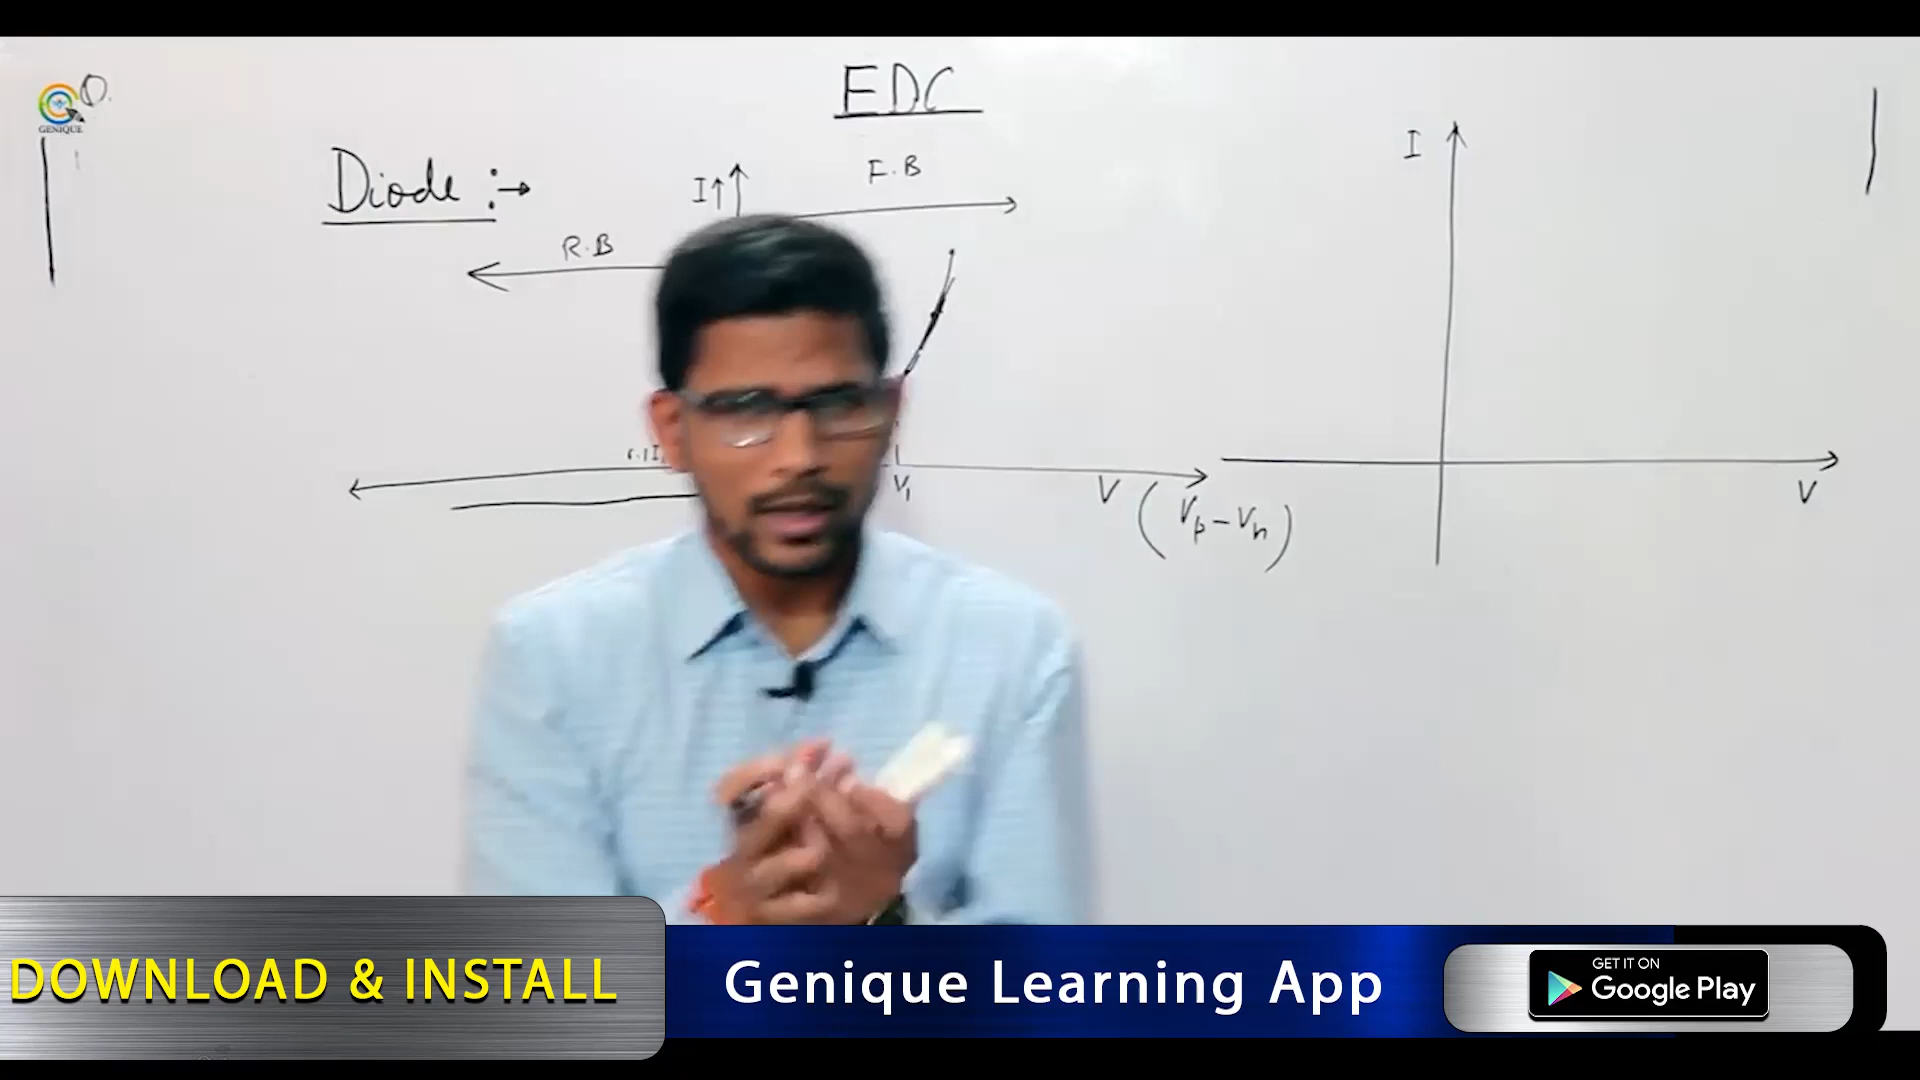 EDC
GENIQUE
Diode :→
I↑
F.B
R.B
V₁
V
(Vp - Vn)
I
V
DOWNLOAD & INSTALL
Genique Learning App
GET IT ON
Google Play